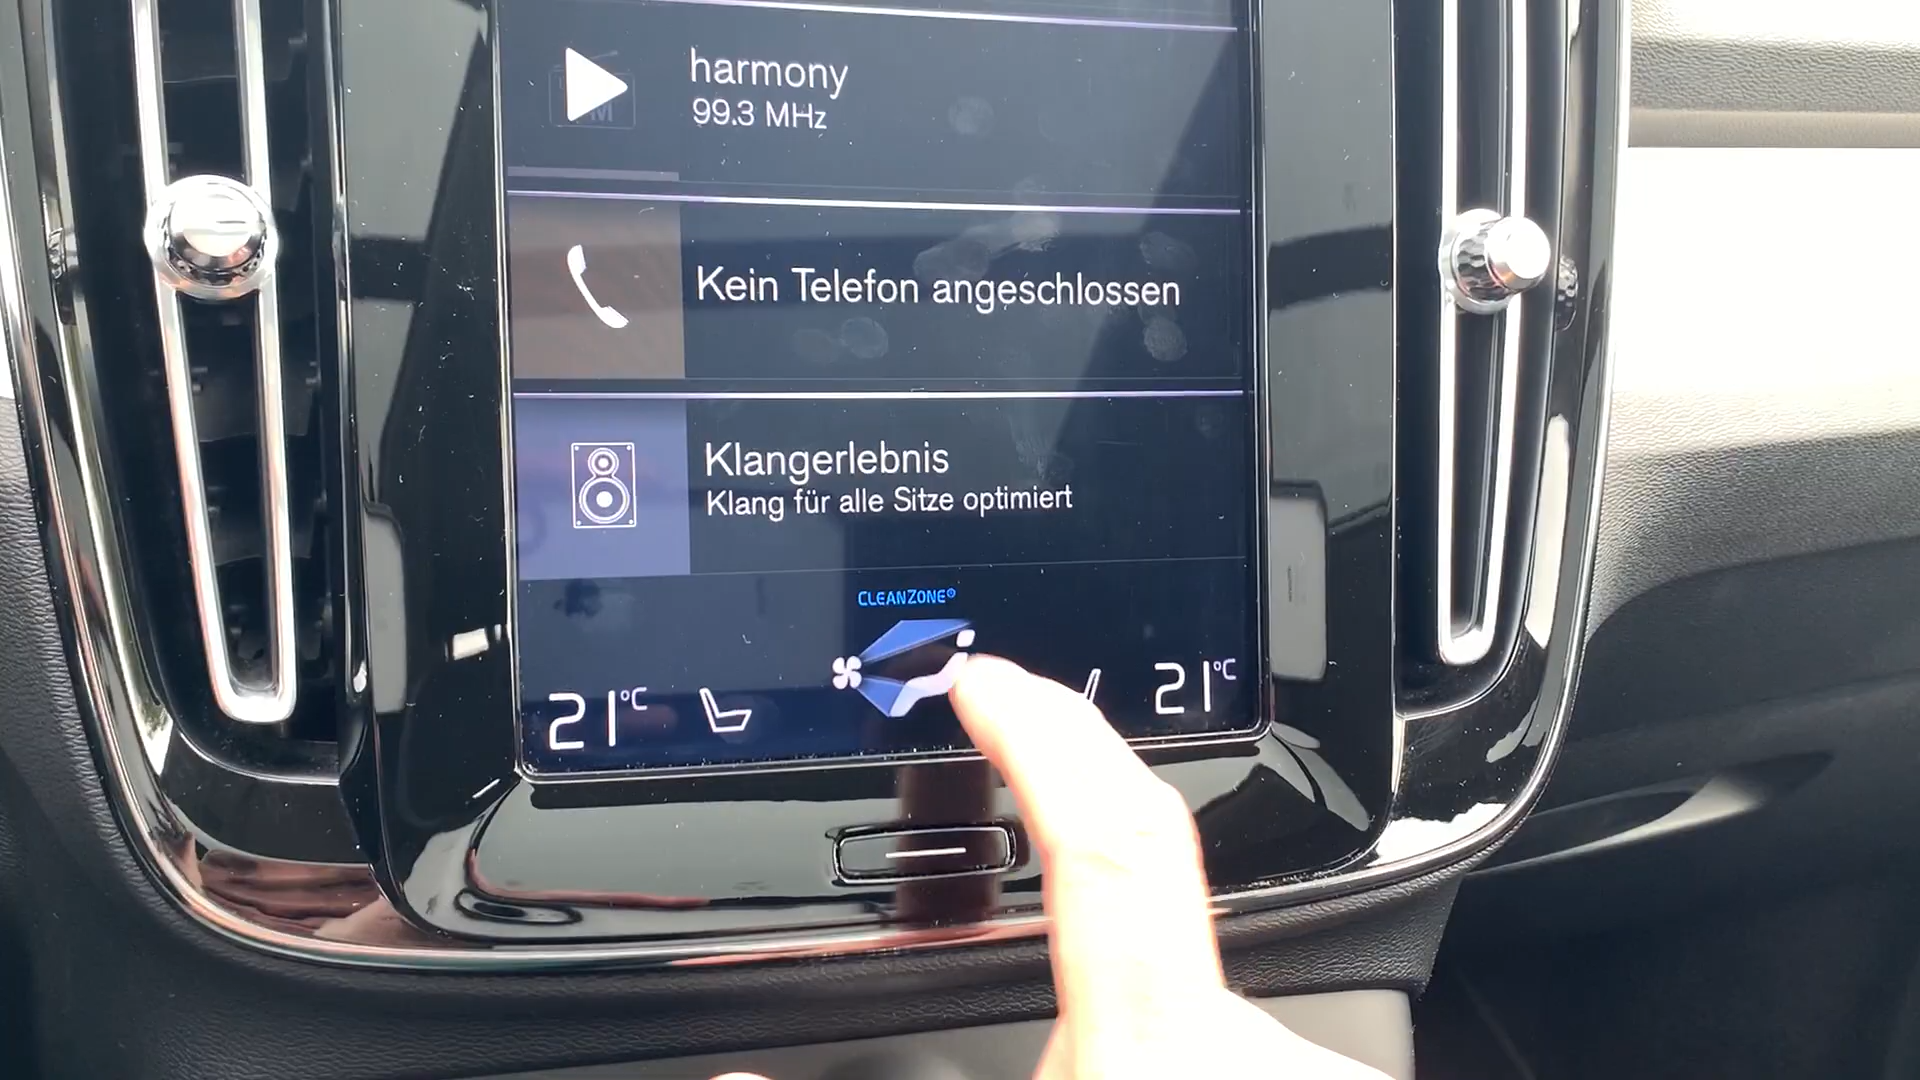 harmony
99.3 MHz
Kein Telefon angeschlossen
Klangerlebnis
Klang für alle Sitze optimiert
CLEANZONE®
21°C
21°C